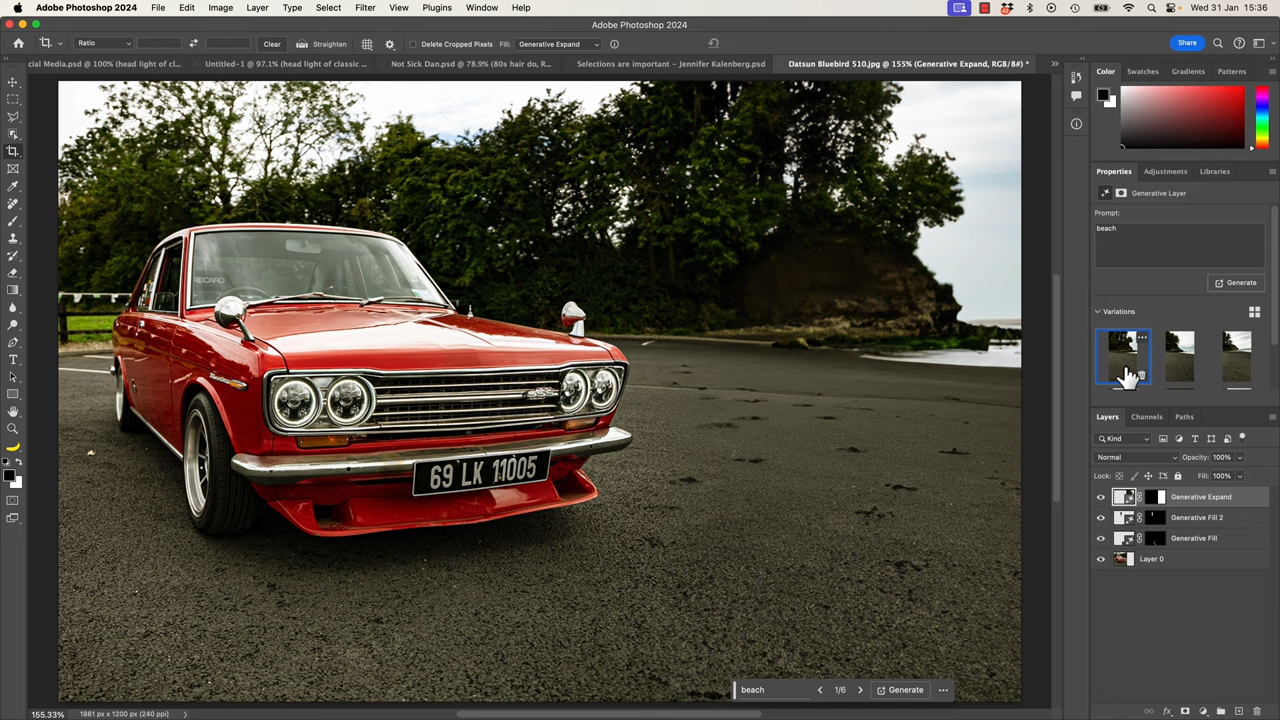 Adobe Photoshop 2024 File Edit Image Layer Type Select Filter View Plugins Window Help Wed 31 Jan 15:36
Adobe Photoshop 2024
Ratio Clear Straighten Delete Cropped Pixels Fill: Generative Expand Share
cial Media.psd @ 100% (head light of cl... Untitled-1 @ 97.1% (head light of classic ... Not Sick Dan.psd @ 78.9% (80s hair do, R... Selections are important – Jennifer Kalenberg.psd Datsun Bluebird 510.jpg @ 155% (Generative Expand, RGB/8#) *
Color Swatches Gradients Patterns
Properties Adjustments Libraries
Generative Layer
Prompt:
beach
Generate
Variations
RECARO
69 LK 11005
Layers Channels Paths
Kind
Normal Opacity: 100%
Lock: Fill: 100%
Generative Expand
Generative Fill 2
Generative Fill
Layer 0
beach 1/6 Generate
155.33% 1861 px x 1200 px (240 ppi)